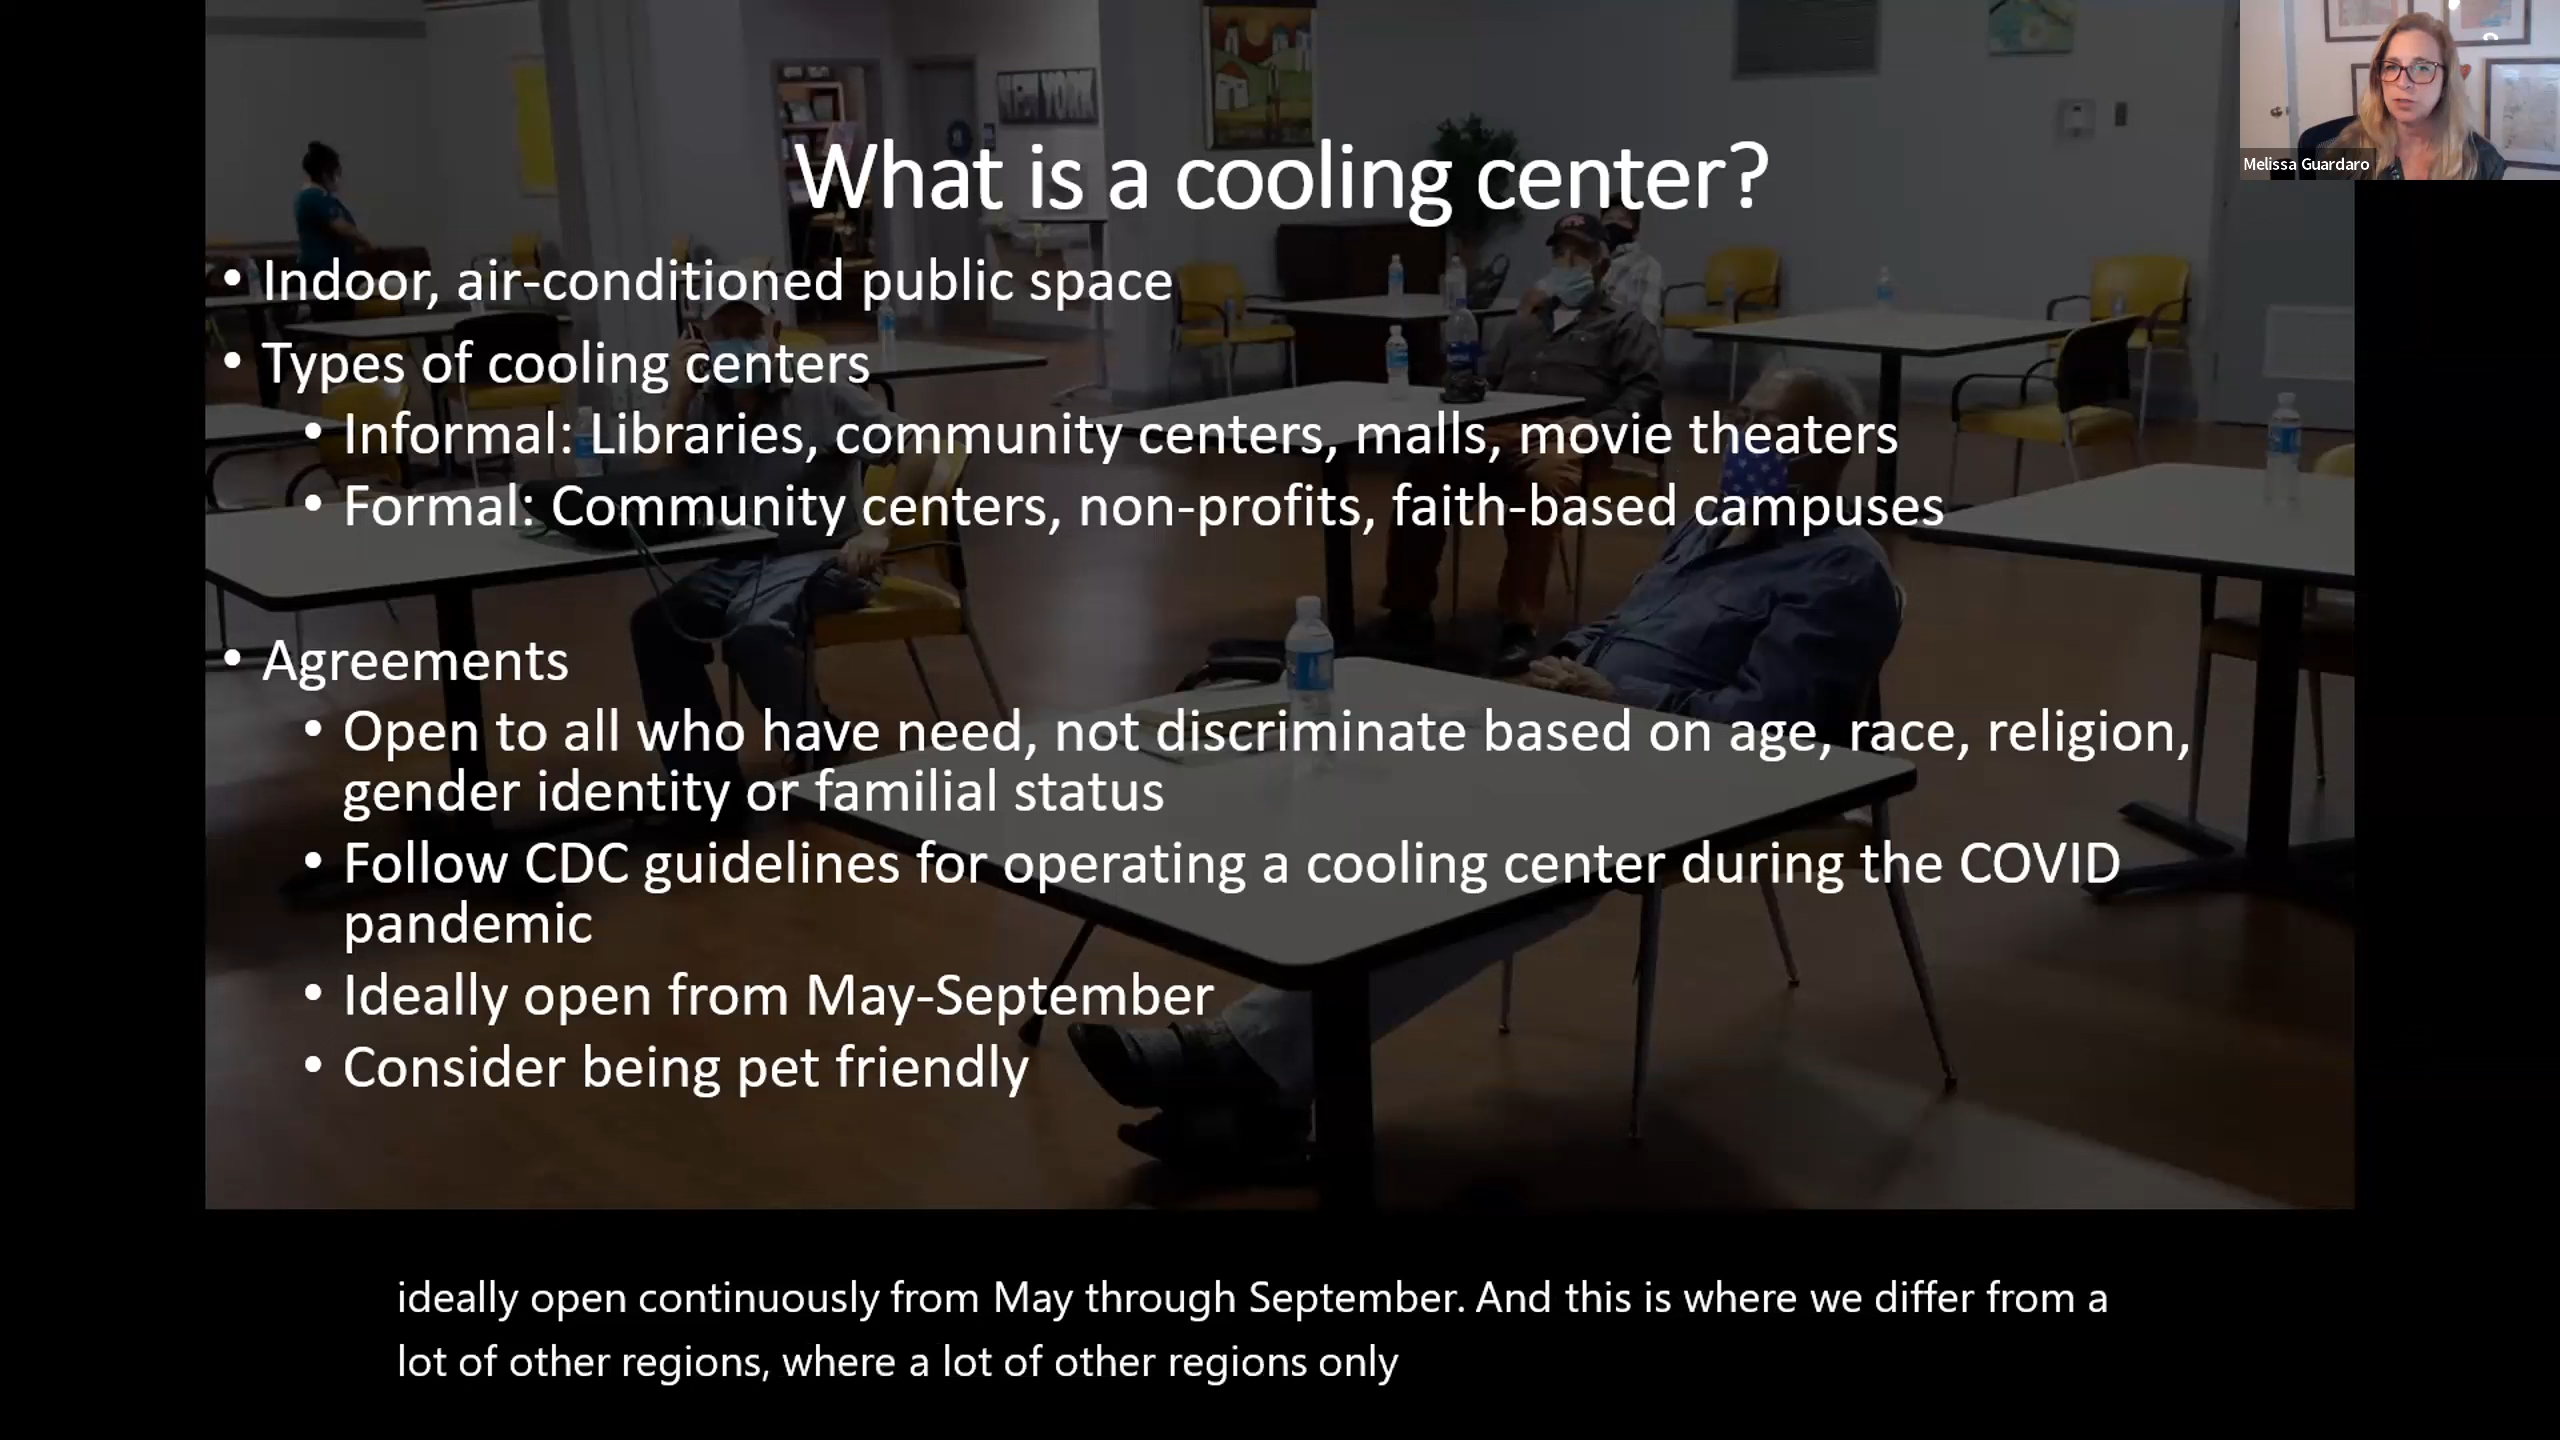 NEW YORK
Melissa Guardaro
What is a cooling center?
• Indoor, air-conditioned public space
• Types of cooling centers
• Informal: Libraries, community centers, malls, movie theaters
• Formal: Community centers, non-profits, faith-based campuses
• Agreements
• Open to all who have need, not discriminate based on age, race, religion,
gender identity or familial status
• Follow CDC guidelines for operating a cooling center during the COVID
pandemic
• Ideally open from May-September
• Consider being pet friendly
ideally open continuously from May through September. And this is where we differ from a
lot of other regions, where a lot of other regions only